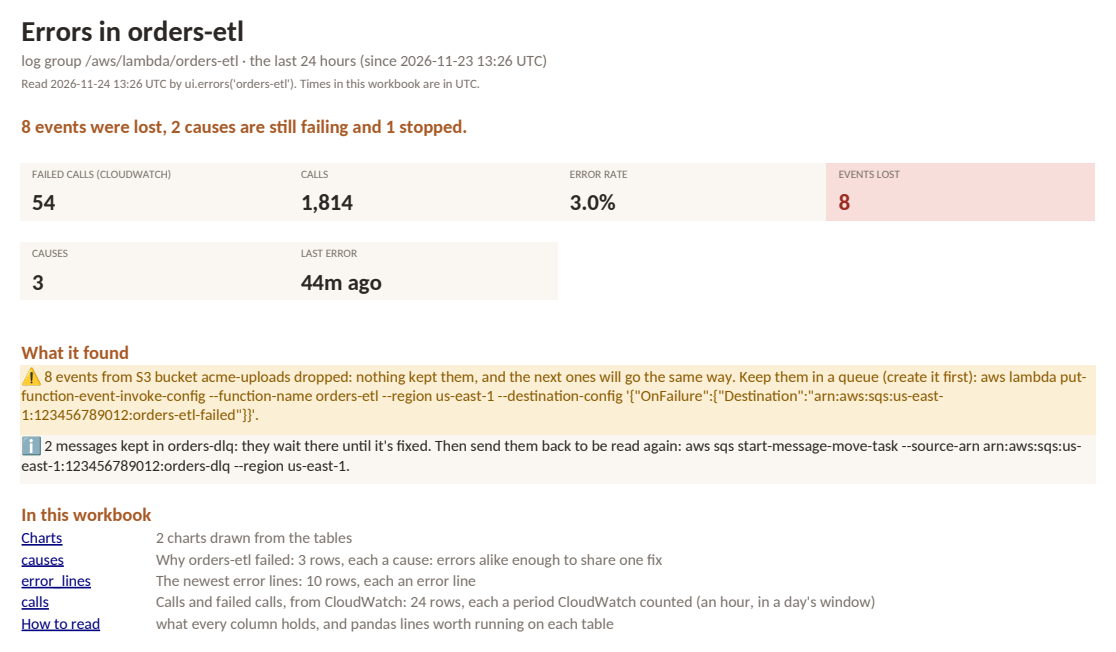 Errors in orders-etl
log group /aws/lambda/orders-etl · the last 24 hours (since 2026-11-23 13:26 UTC)
Read 2026-11-24 13:26 UTC by ui.errors('orders-etl'). Times in this workbook are in UTC.
8 events were lost, 2 causes are still failing and 1 stopped.
FAILED CALLS (CLOUDWATCH)
54
CALLS
1,814
ERROR RATE
3.0%
EVENTS LOST
8
CAUSES
3
LAST ERROR
44m ago
What it found
⚠️ 8 events from S3 bucket acme-uploads dropped: nothing kept them, and the next ones will go the same way. Keep them in a queue (create it first): aws lambda put-
function-event-invoke-config --function-name orders-etl --region us-east-1 --destination-config '{"OnFailure":{"Destination":"arn:aws:sqs:us-east-
1:123456789012:orders-etl-failed"}}'.
ℹ️ 2 messages kept in orders-dlq: they wait there until it's fixed. Then send them back to be read again: aws sqs start-message-move-task --source-arn arn:aws:sqs:us-
east-1:123456789012:orders-dlq --region us-east-1.
In this workbook
Charts 2 charts drawn from the tables
causes Why orders-etl failed: 3 rows, each a cause: errors alike enough to share one fix
error_lines The newest error lines: 10 rows, each an error line
calls Calls and failed calls, from CloudWatch: 24 rows, each a period CloudWatch counted (an hour, in a day's window)
How to read what every column holds, and pandas lines worth running on each table